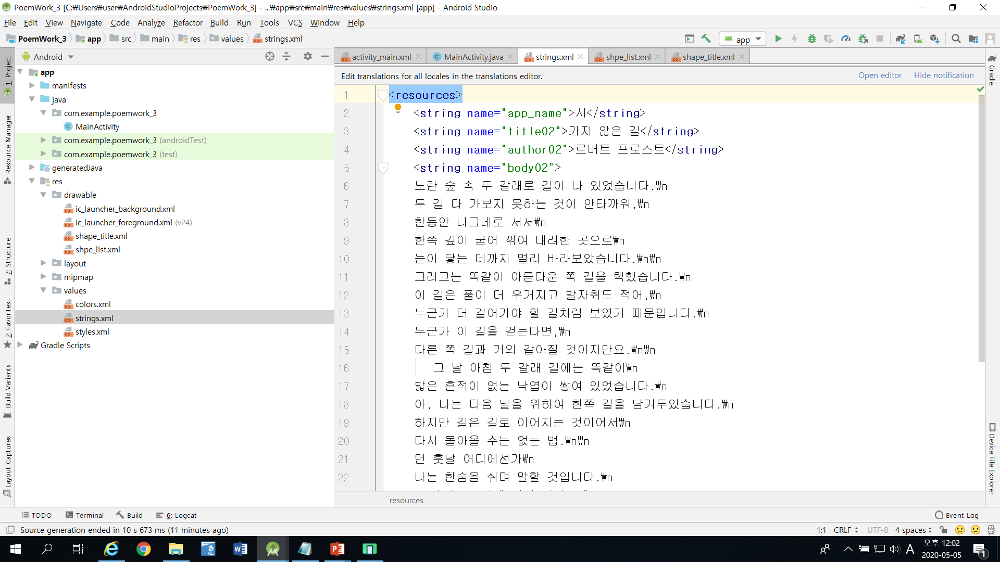 PoemWork_3 [C:₩Users₩user₩AndroidStudioProjects₩PoemWork_3] - ...₩app₩src₩main₩res₩values₩strings.xml [app] - Android Studio
File Edit View Navigate Code Analyze Refactor Build Run Tools VCS Window Help
PoemWork_3 app src main res values strings.xml
app
Android
activity_main.xml MainActivity.java strings.xml shpe_list.xml shape_title.xml
Edit translations for all locales in the translations editor.
Open editor Hide notification
1: Project
Resource Manager
7: Structure
2: Favorites
Build Variants
Layout Captures
app
manifests
java
com.example.poemwork_3
MainActivity
com.example.poemwork_3 (androidTest)
com.example.poemwork_3 (test)
generatedJava
res
drawable
ic_launcher_background.xml
ic_launcher_foreground.xml (v24)
shape_title.xml
shpe_list.xml
layout
mipmap
values
colors.xml
strings.xml
styles.xml
Gradle Scripts
1 <resources>
2 <string name="app_name">시</string>
3 <string name="title02">가지 않은 길</string>
4 <string name="author02">로버트 프로스트</string>
5 <string name="body02">
6 노란 숲 속 두 갈래로 길이 나 있었습니다.₩n
7 두 길 다 가보지 못하는 것이 안타까워,₩n
8 한동안 나그네로 서서₩n
9 한쪽 깊이 굽어 꺾여 내려한 곳으로₩n
10 눈이 닿는 데까지 멀리 바라보았습니다.₩n₩n
11 그러고는 똑같이 아름다운 쪽 길을 택했습니다.₩n
12 이 길은 풀이 더 우거지고 발자취도 적어,₩n
13 누군가 더 걸어가야 할 길처럼 보였기 때문입니다.₩n
14 누군가 이 길을 걷는다면,₩n
15 다른 쪽 길과 거의 같아질 것이지만요.₩n₩n
16 그 날 아침 두 갈래 길에는 똑같이₩n
17 밟은 흔적이 없는 낙엽이 쌓여 있었습니다.₩n
18 아, 나는 다음 날을 위하여 한쪽 길을 남겨두었습니다.₩n
19 하지만 길은 길로 이어지는 것이어서₩n
20 다시 돌아올 수는 없는 법.₩n₩n
21 먼 훗날 어디에선가₩n
22 나는 한숨을 쉬며 말할 것입니다.₩n
resources
Gradle
Device File Explorer
TODO Terminal Build 6: Logcat Event Log
Source generation ended in 10 s 673 ms (11 minutes ago)
1:1 CRLF UTF-8 4 spaces
A
오후 12:02
2020-05-05
1